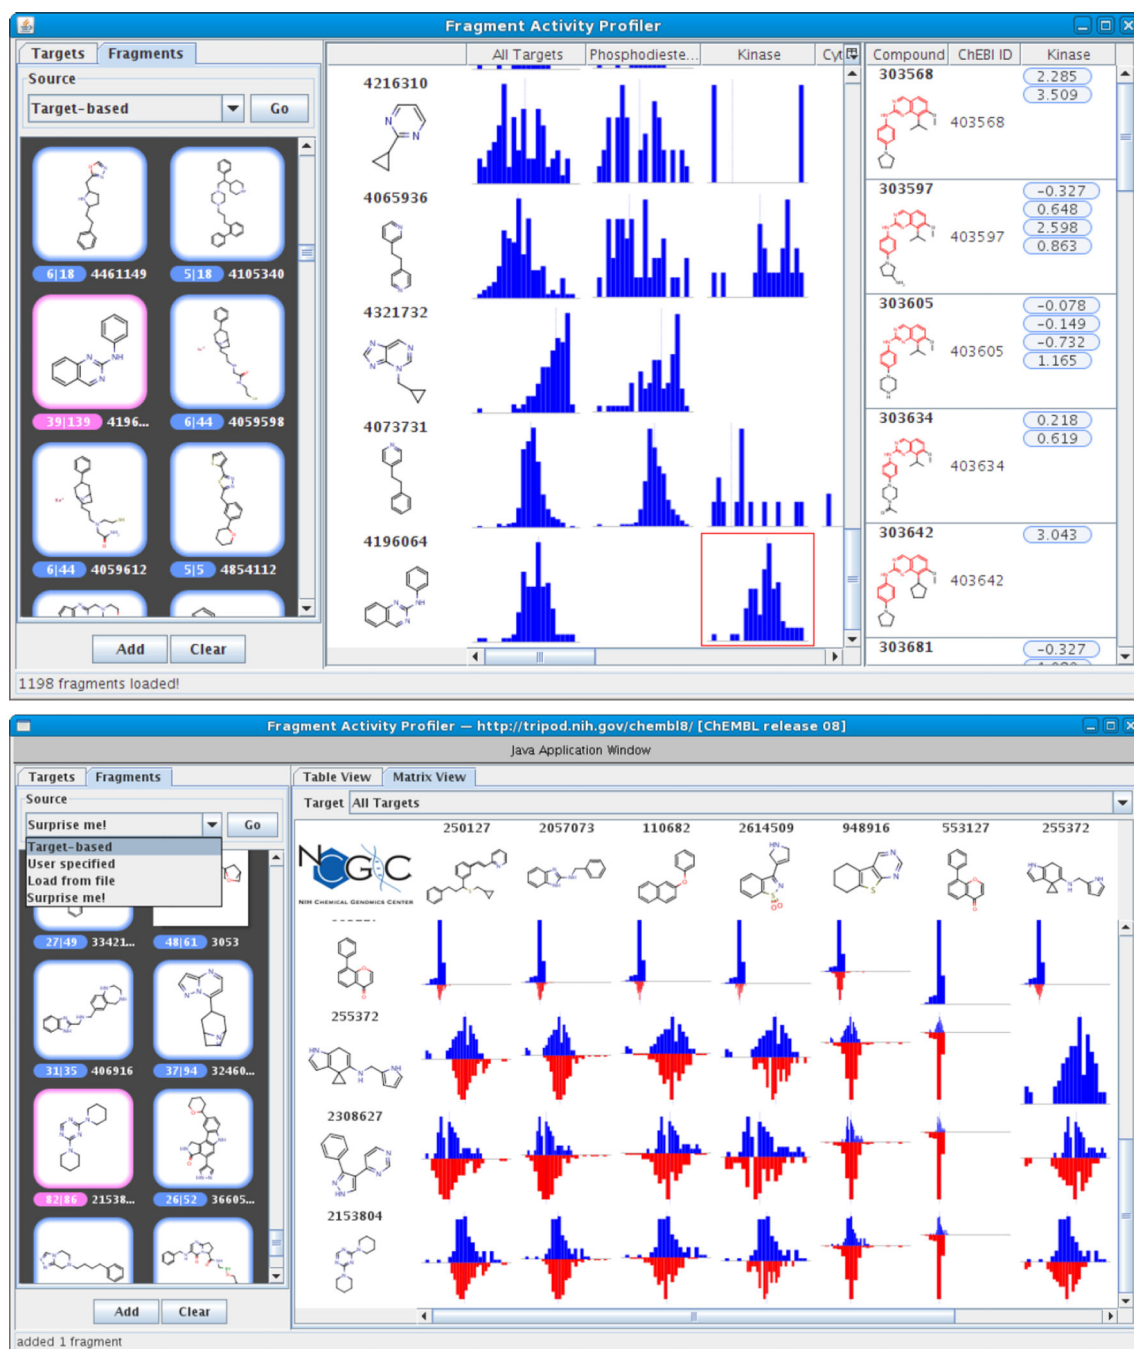 Fragment Activity Profiler
Targets Fragments
Source
Target-based Go
6|18 4461149 5|18 4105340
39|139 4196... 6|44 4059598
6|44 4059612 5|5 4854112
Add Clear
1198 fragments loaded!
All Targets Phosphodieste... Kinase Cyt
4216310
4065936
4321732
4073731
4196064
Compound ChEBI ID Kinase
303568 2.285
3.509
403568
303597 -0.327
0.648
403597 2.598
0.863
303605 -0.078
-0.149
403605 -0.732
1.165
303634 0.218
0.619
403634
303642 3.043
403642
303681 -0.327
Fragment Activity Profiler — http://tripod.nih.gov/chembl8/ [ChEMBL release 08]
Java Application Window
Targets Fragments
Source
Surprise me! Go
Target-based
User specified
Load from file
Surprise me!
27|49 33421... 48|61 3053
31|35 406916 37|94 32460...
82|86 21538... 26|52 36605...
Add Clear
added 1 fragment
Table View Matrix View
Target All Targets
250127 2057073 110682 2614509 948916 553127 255372
NCGC
NIH CHEMICAL GENOMICS CENTER
255372
2308627
2153804